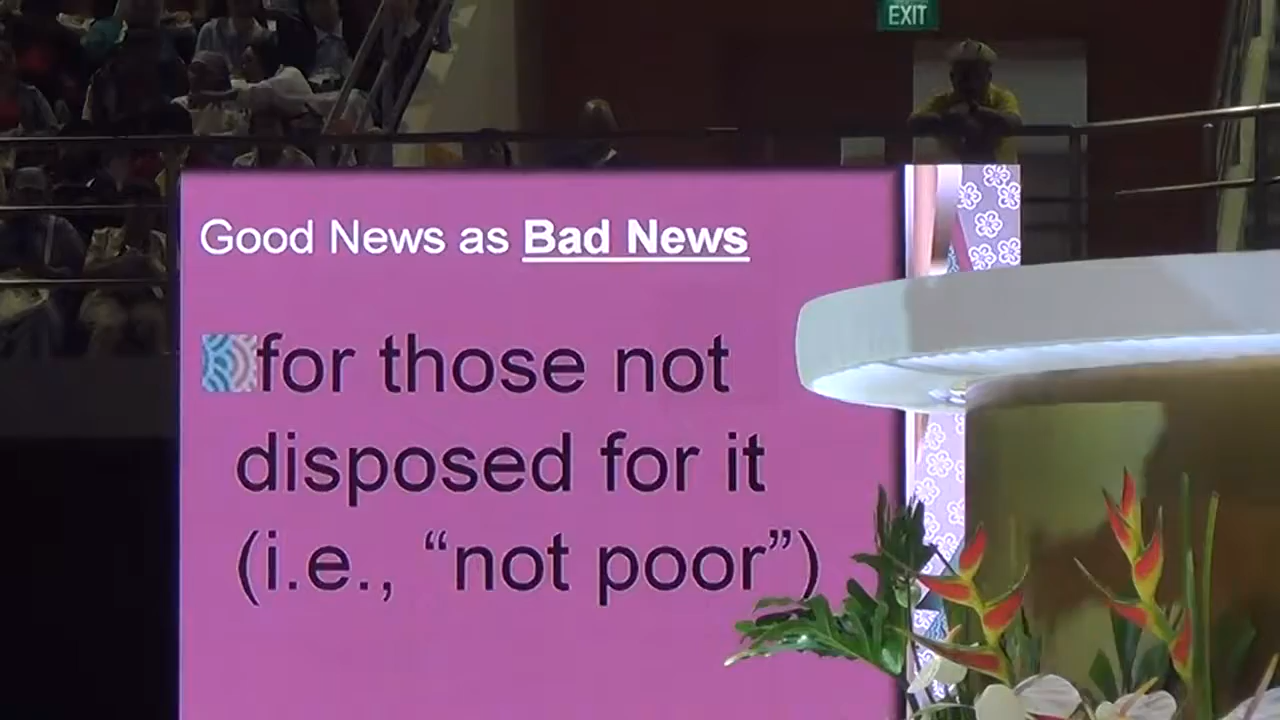 EXIT
Good News as Bad News
for those not
disposed for it
(i.e., “not poor”)